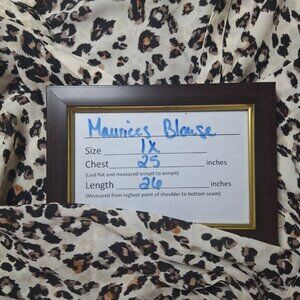 Maurices Blouse
Size 1X
Chest 25 inches
(Laid flat and measured armpit to armpit)
Length 26 inches
(Measured from highest point of shoulder to bottom seam)